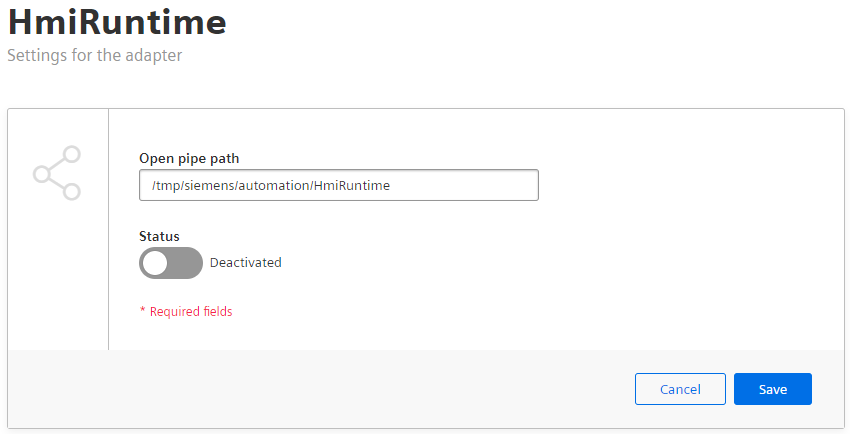 HmiRuntime
Settings for the adapter
Open pipe path
/tmp/siemens/automation/HmiRuntime
Status
Deactivated
* Required fields
Cancel
Save